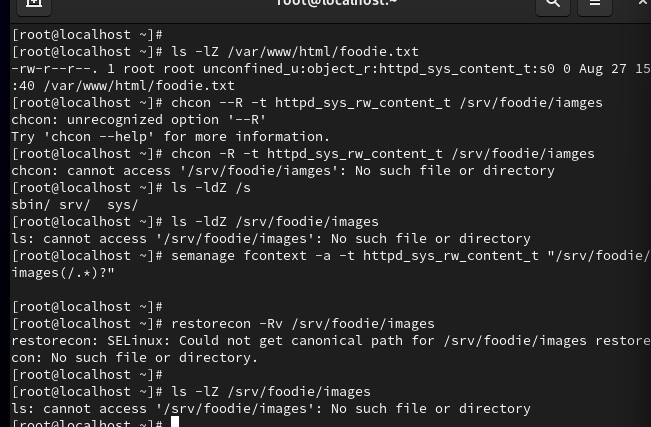 root@localhost:~
[root@localhost ~]#
[root@localhost ~]# ls -lZ /var/www/html/foodie.txt
-rw-r--r--. 1 root root unconfined_u:object_r:httpd_sys_content_t:s0 0 Aug 27 15
:40 /var/www/html/foodie.txt
[root@localhost ~]# chcon --R -t httpd_sys_rw_content_t /srv/foodie/iamges
chcon: unrecognized option '--R'
Try 'chcon --help' for more information.
[root@localhost ~]# chcon -R -t httpd_sys_rw_content_t /srv/foodie/iamges
chcon: cannot access '/srv/foodie/iamges': No such file or directory
[root@localhost ~]# ls -ldZ /s
sbin/ srv/  sys/
[root@localhost ~]# ls -ldZ /srv/foodie/images
ls: cannot access '/srv/foodie/images': No such file or directory
[root@localhost ~]# semanage fcontext -a -t httpd_sys_rw_content_t "/srv/foodie/
images(/.*)?"
[root@localhost ~]#
[root@localhost ~]# restorecon -Rv /srv/foodie/images
restorecon: SELinux: Could not get canonical path for /srv/foodie/images restore
con: No such file or directory.
[root@localhost ~]#
[root@localhost ~]# ls -lZ /srv/foodie/images
ls: cannot access '/srv/foodie/images': No such file or directory
[root@localhost ~]#